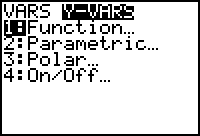 VARS Y-VARS
1:Function…
2:Parametric…
3:Polar…
4:On/Off…